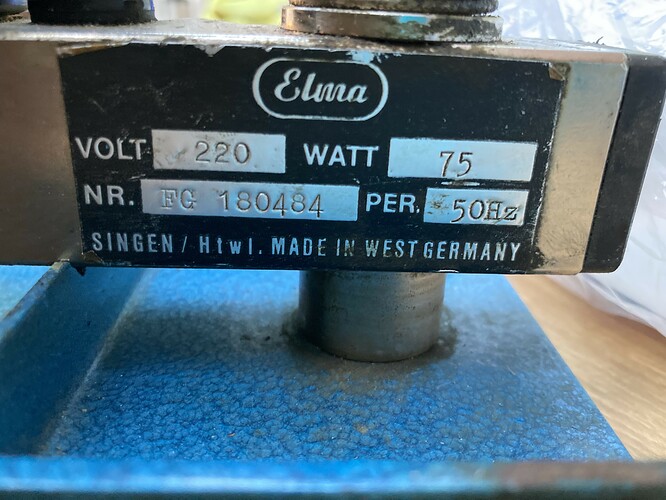 Elma
VOLT 220 WATT 75
NR. FG 180484 PER. 50Hz
SINGEN / Htwl. MADE IN WEST GERMANY